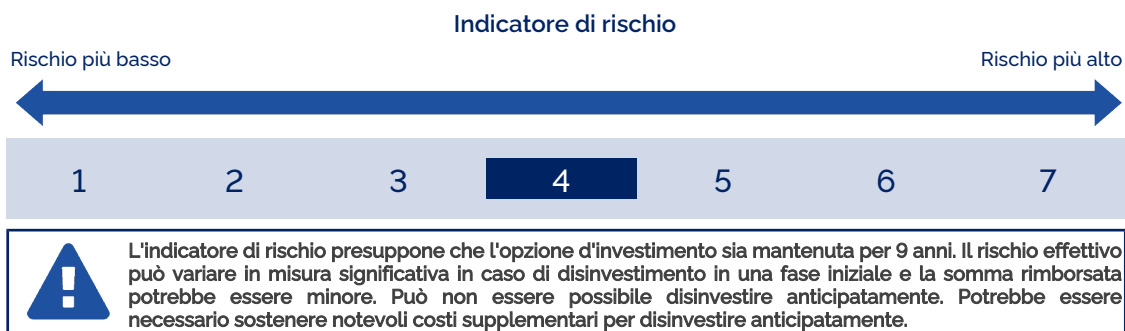 Indicatore di rischio
Rischio più basso
Rischio più alto
1 2 3 4 5 6 7
L'indicatore di rischio presuppone che l'opzione d'investimento sia mantenuta per 9 anni. Il rischio effettivo
può variare in misura significativa in caso di disinvestimento in una fase iniziale e la somma rimborsata
potrebbe essere minore. Può non essere possibile disinvestire anticipatamente. Potrebbe essere
necessario sostenere notevoli costi supplementari per disinvestire anticipatamente.